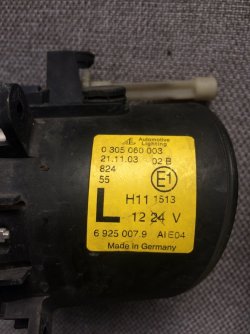 AL Automotive Lighting
0 305 060 003
21.11.03 02 B
824
55
E1
L H11 1513
12 24 V
6 925 007.9 AI E04
Made in Germany